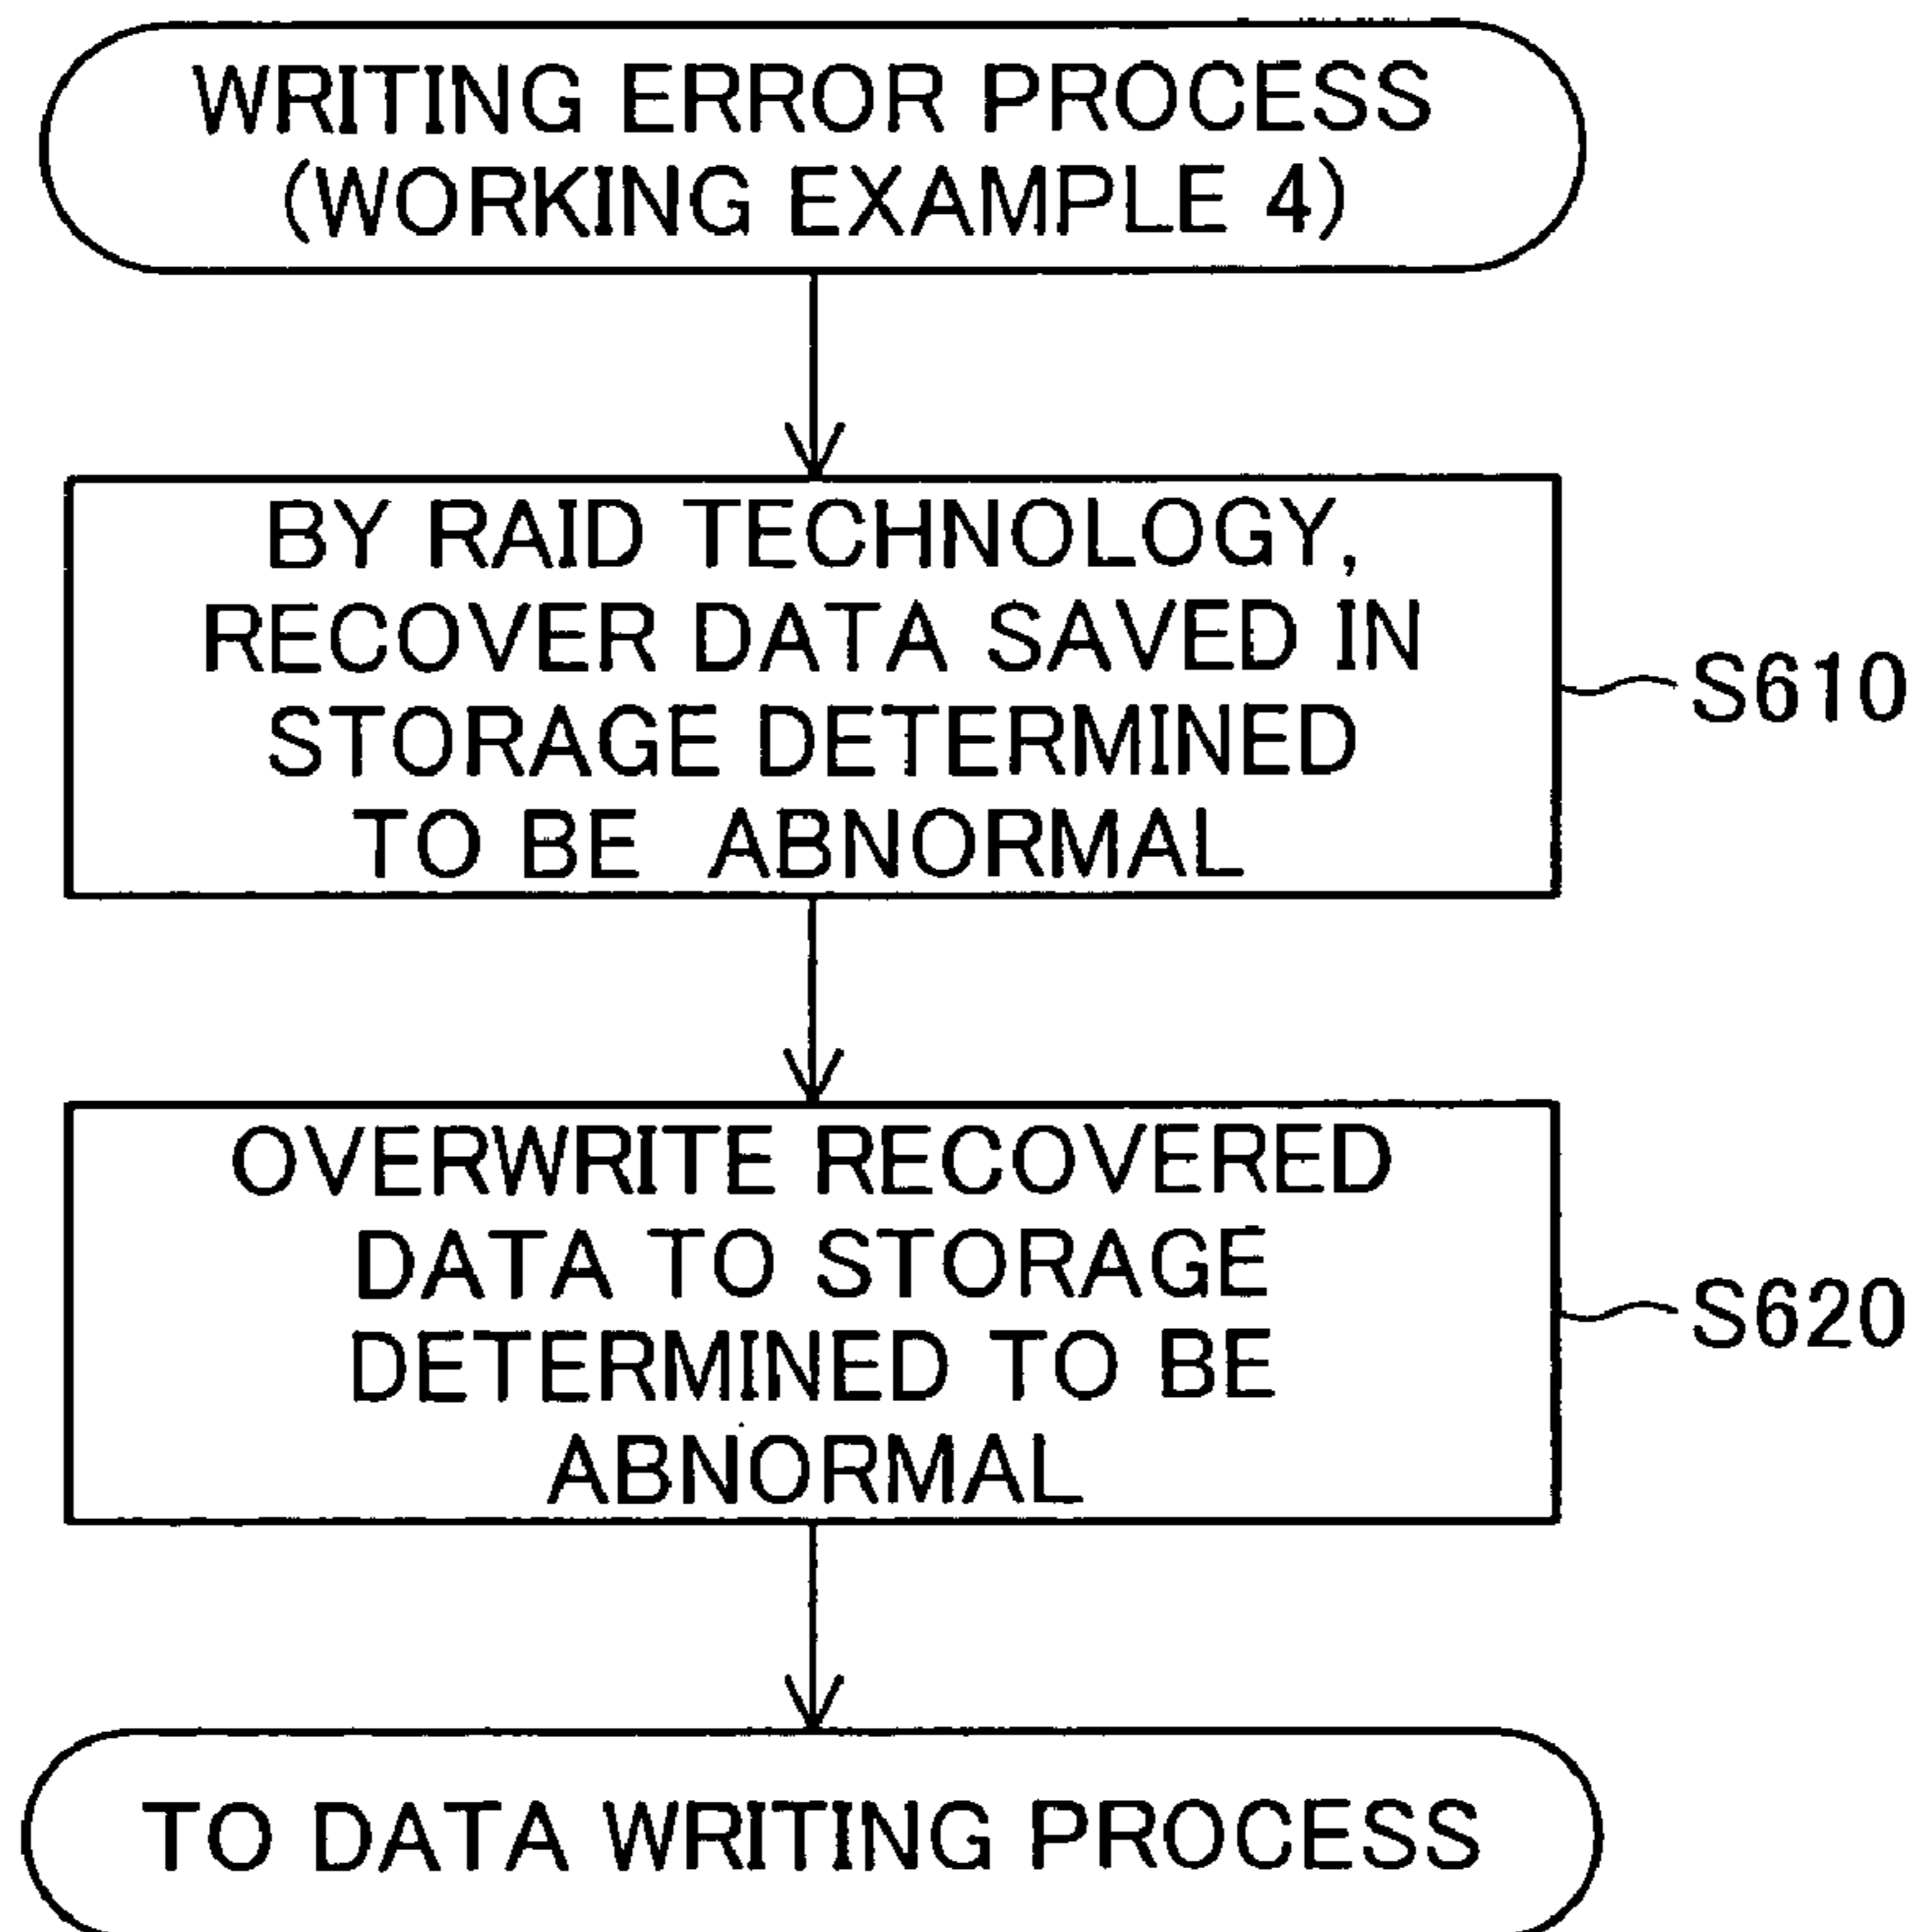 WRITING ERROR PROCESS
(WORKING EXAMPLE 4)
BY RAID TECHNOLOGY,
RECOVER DATA SAVED IN
STORAGE DETERMINED
TO BE ABNORMAL
S610
OVERWRITE RECOVERED
DATA TO STORAGE
DETERMINED TO BE
ABNORMAL
S620
TO DATA WRITING PROCESS